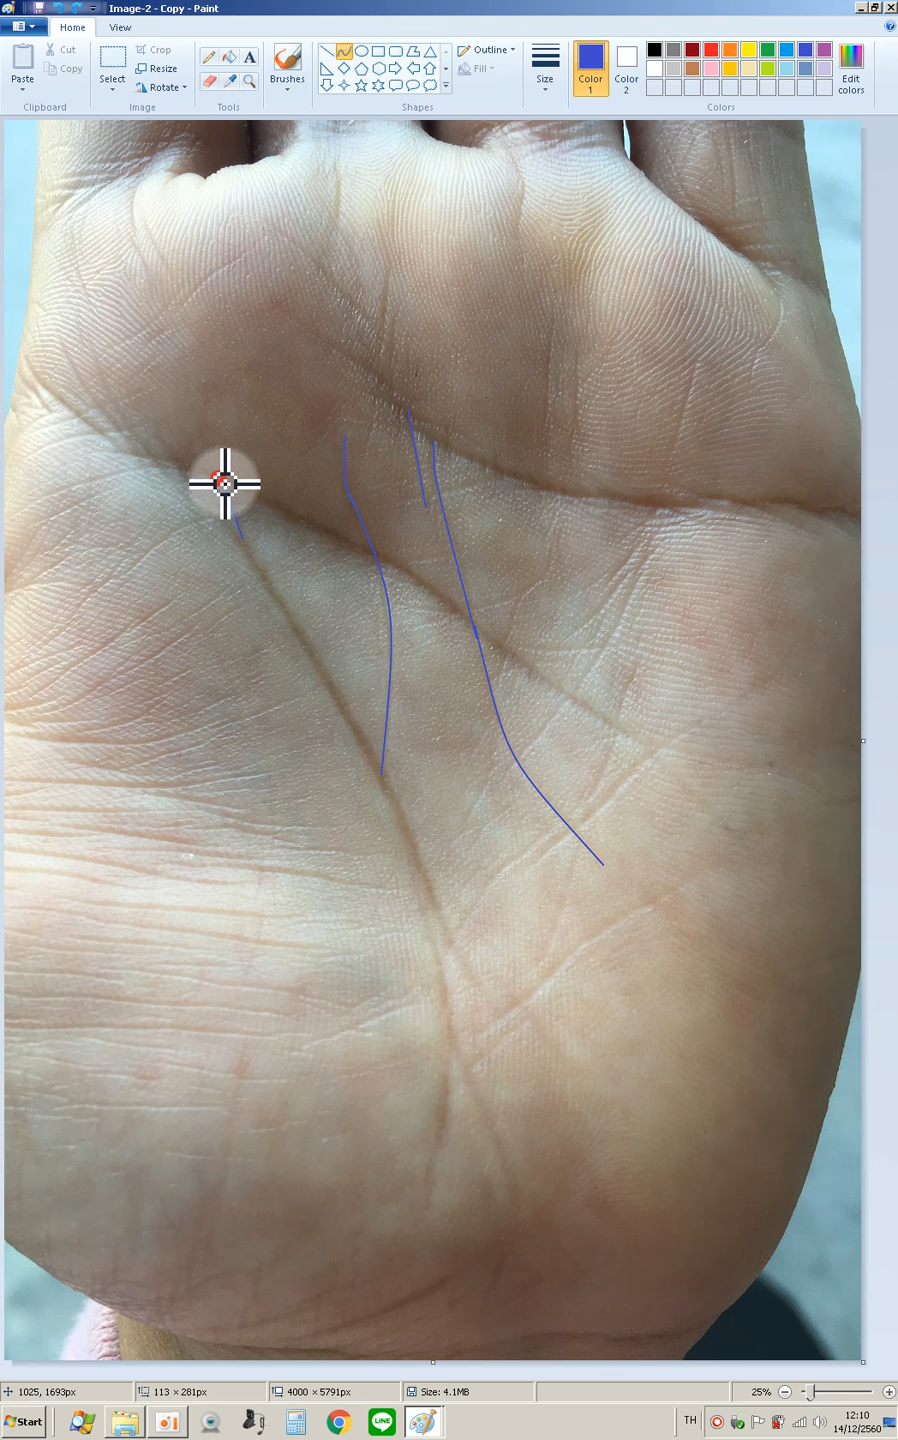 Image-2 - Copy - Paint
Home View
Paste Cut Copy Select Crop Resize Rotate A Brushes Outline Fill Size Color 1 Color 2 Edit colors
Clipboard Image Tools Shapes Colors
1025, 1693px 113 × 281px 4000 × 5791px Size: 4.1MB 25%
Start LINE TH 12:10
14/12/2560